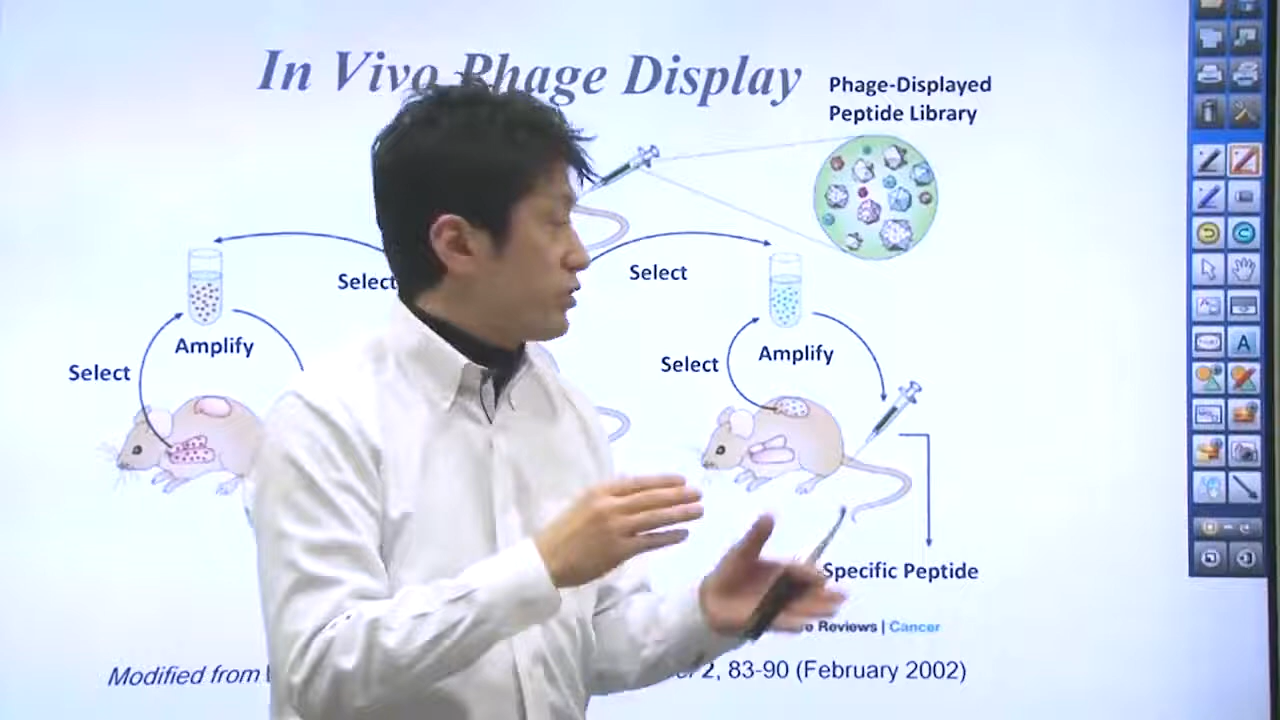 In Vivo Phage Display
Phage-Displayed
Peptide Library
Select
Select
Amplify
Amplify
Select
Select
-Specific Peptide
Reviews | Cancer
Modified from
2, 83-90 (February 2002)
A